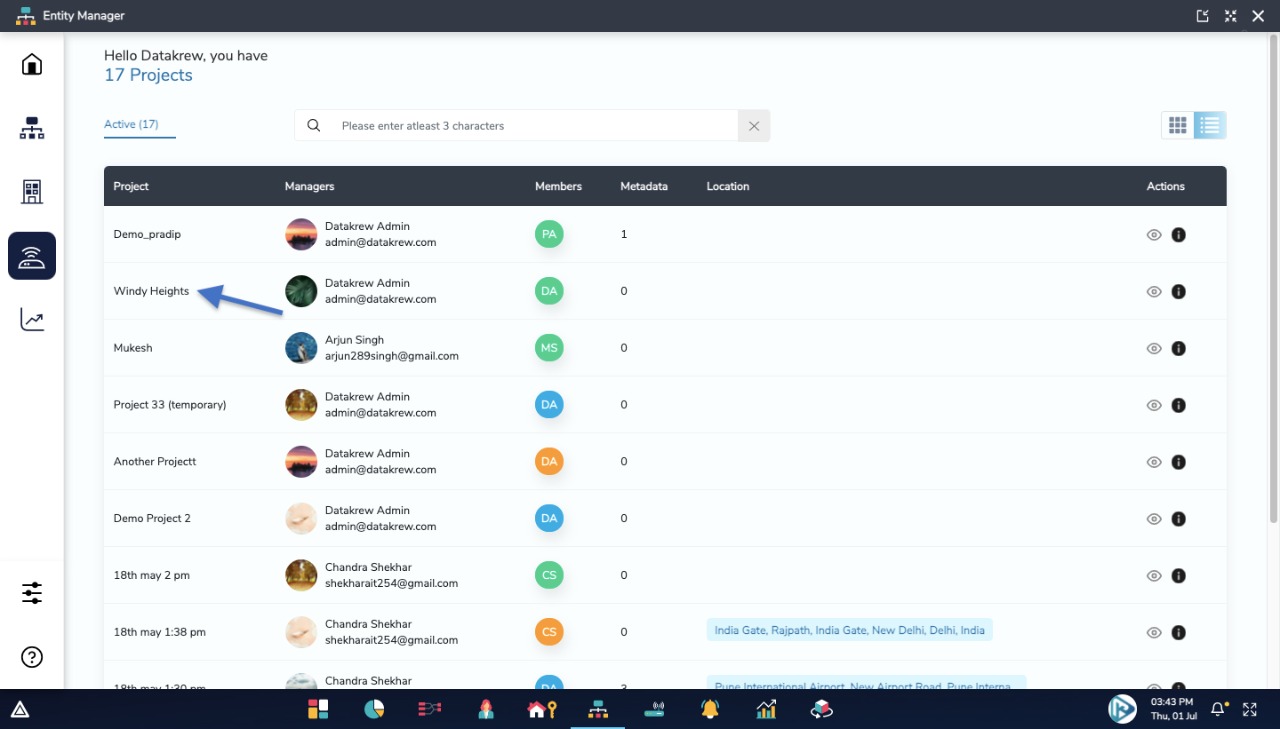 Entity Manager
Hello Datakrew, you have
17 Projects
Active (17)
Please enter atleast 3 characters
Project Managers Members Metadata Location Actions
Demo_pradip Datakrew Admin PA 1
admin@datakrew.com
Windy Heights Datakrew Admin DA 0
admin@datakrew.com
Mukesh Arjun Singh MS 0
arjun289singh@gmail.com
Project 33 (temporary) Datakrew Admin DA 0
admin@datakrew.com
Another Projectt Datakrew Admin DA 0
admin@datakrew.com
Demo Project 2 Datakrew Admin DA 0
admin@datakrew.com
18th may 2 pm Chandra Shekhar CS 0
shekharait254@gmail.com
18th may 1:38 pm Chandra Shekhar CS 0 India Gate, Rajpath, India Gate, New Delhi, Delhi, India
shekharait254@gmail.com
18th may 1:30 pm Chandra Shekhar DA 3 Pune International Airport, New Airport Road, Pune Interna...
03:43 PM
Thu, 01 Jul